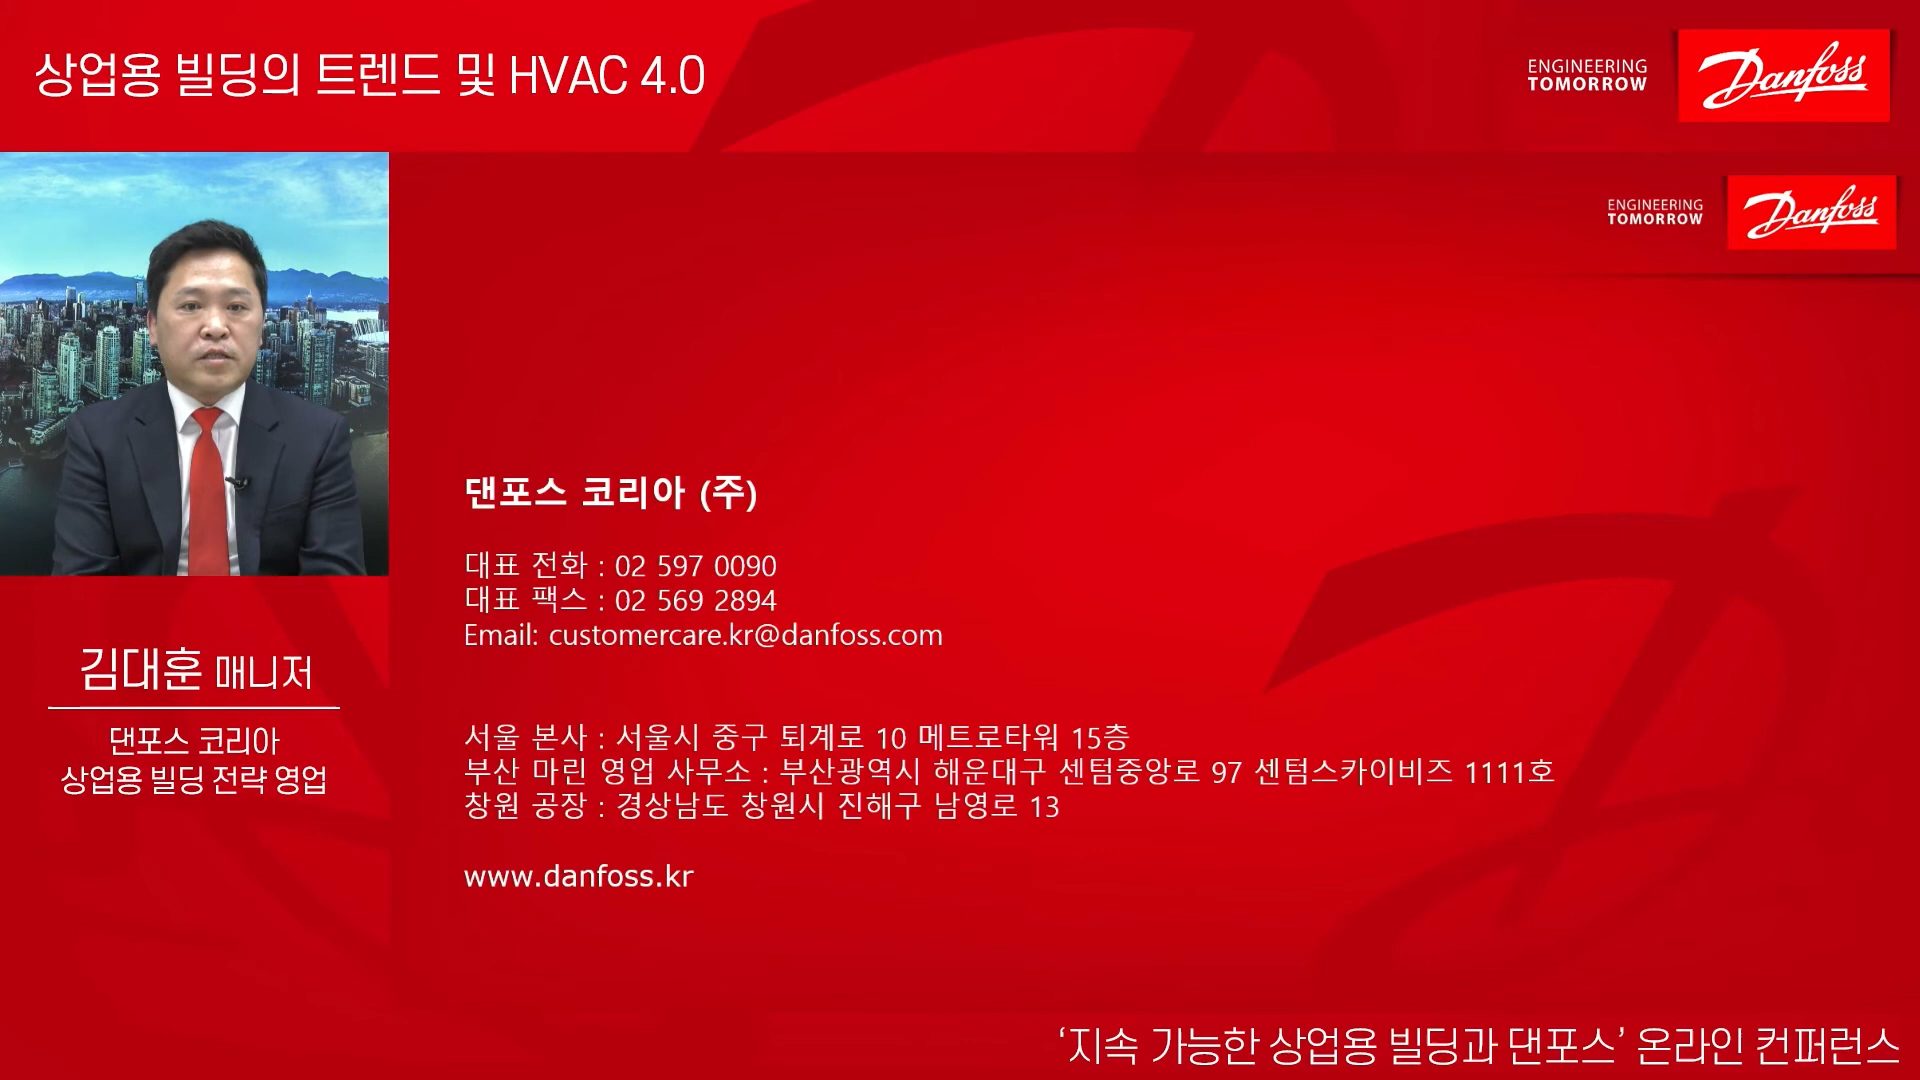 상업용 빌딩의 트렌드 및 HVAC 4.0
ENGINEERING
TOMORROW
Danfoss
ENGINEERING
TOMORROW
Danfoss
댄포스 코리아 (주)
대표 전화 : 02 597 0090
대표 팩스 : 02 569 2894
Email: customercare.kr@danfoss.com
서울 본사 : 서울시 중구 퇴계로 10 메트로타워 15층
부산 마린 영업 사무소 : 부산광역시 해운대구 센텀중앙로 97 센텀스카이비즈 1111호
창원 공장 : 경상남도 창원시 진해구 남영로 13
www.danfoss.kr
김대훈 매니저
댄포스 코리아
상업용 빌딩 전략 영업
‘지속 가능한 상업용 빌딩과 댄포스’ 온라인 컨퍼런스